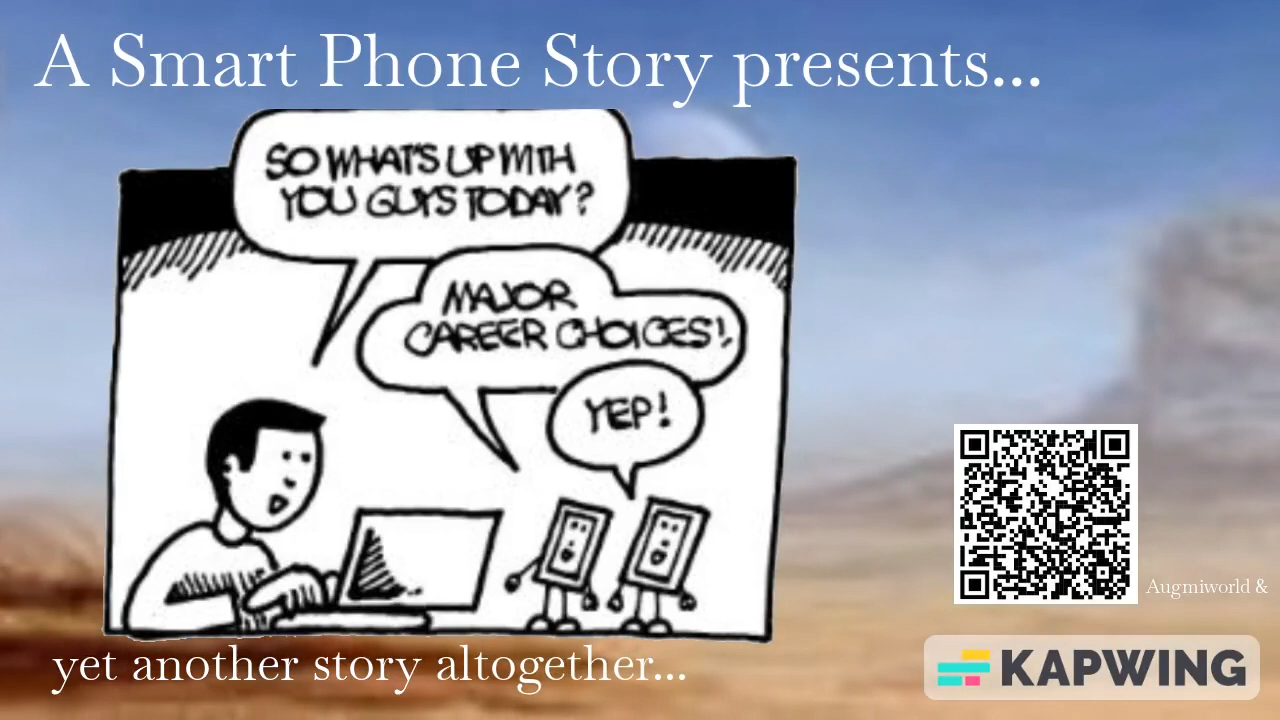 A Smart Phone Story presents...
SO WHAT'S UP WITH
YOU GUYS TODAY?
MAJOR
CAREER CHOICES!
YEP!
Augmiworld &
KAPWING
yet another story altogether...